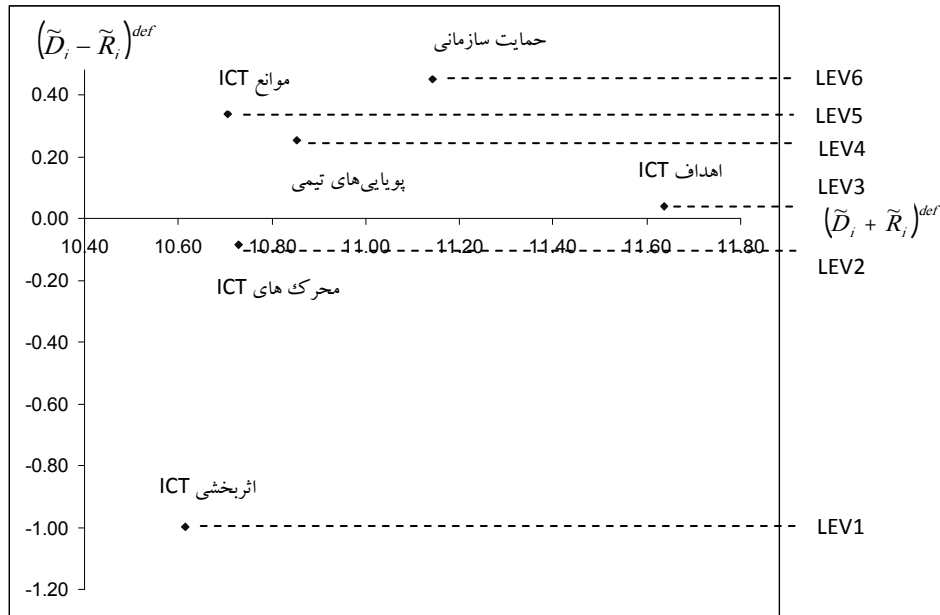 (D̃ᵢ − R̃ᵢ)^def
حمایت سازمانی
موانع ICT
LEV6
0.40
LEV5
LEV4
0.20
پویایی‌های تیمی
اهداف ICT
LEV3
0.00
10.40 10.60 10.80 11.00 11.20 11.40 11.60 11.80
(D̃ᵢ + R̃ᵢ)^def
LEV2
-0.20
محرک های ICT
-0.40
-0.60
-0.80
اثربخشی ICT
-1.00
LEV1
-1.20